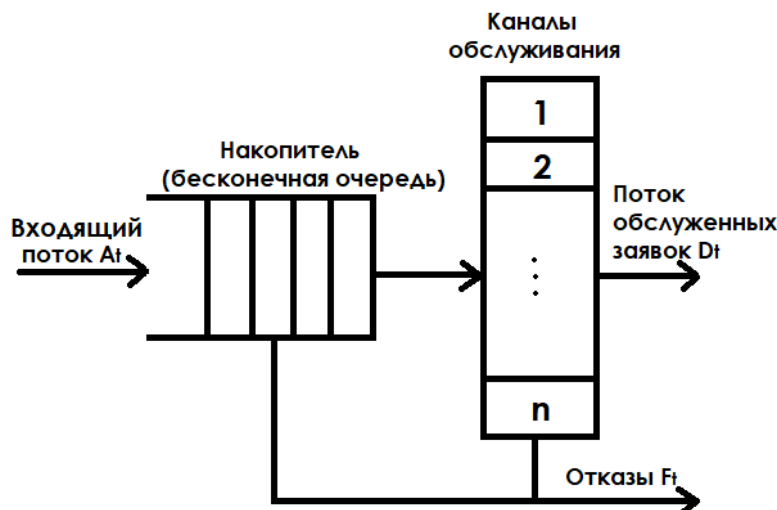 Каналы
обслуживания
1
2
Накопитель
(бесконечная очередь)
Входящий
поток At
Поток
обслуженных
заявок Dt
n
Отказы Ft